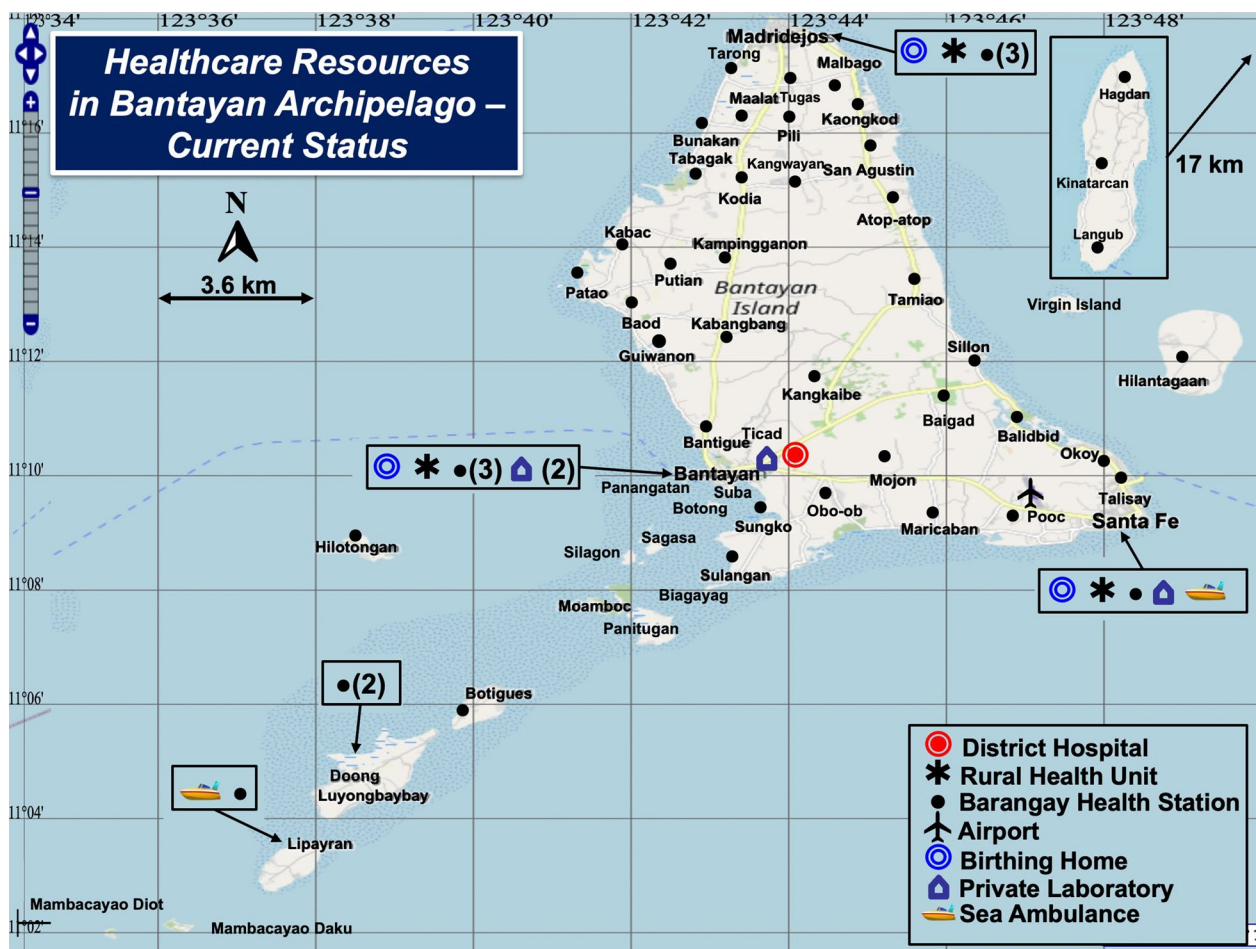 123°34' 123°36' 123°38' 123°40' 123°42' 123°44' 123°46' 123°48'
Healthcare Resources
in Bantayan Archipelago –
Current Status
Madridejos
(3)
Tarong
Malbago
Hagdan
Maalat
Tugas
Kaongkod
11°16'
Pili
Bunakan
Tabagak
Kangwayan
San Agustin
17 km
Kinatarcan
Kodia
N
Atop-atop
Langub
Kabac
Kampingganon
11°14'
3.6 km
Putian
Patao
Bantayan
Island
Tamiao
Virgin Island
Baod
Kabangbang
Guiwanon
Sillon
11°12'
Hilantagaan
Kangkaibe
Baigad
Ticad
Balidbid
Bantigue
Okoy
(3) (2)
Bantayan
11°10'
Mojon
Panangatan
Suba
Talisay
Botong
Obo-ob
Pooc
Santa Fe
Sungko
Maricaban
Sagasa
Hilotongan
Silagon
Sulangan
11°08'
Biagayag
Moamboc
Panitugan
(2)
Botigues
11°06'
Doong
Luyongbaybay
11°04'
Lipayran
Mambacayao Diot
11°02'
Mambacayao Daku
District Hospital
Rural Health Unit
Barangay Health Station
Airport
Birthing Home
Private Laboratory
Sea Ambulance